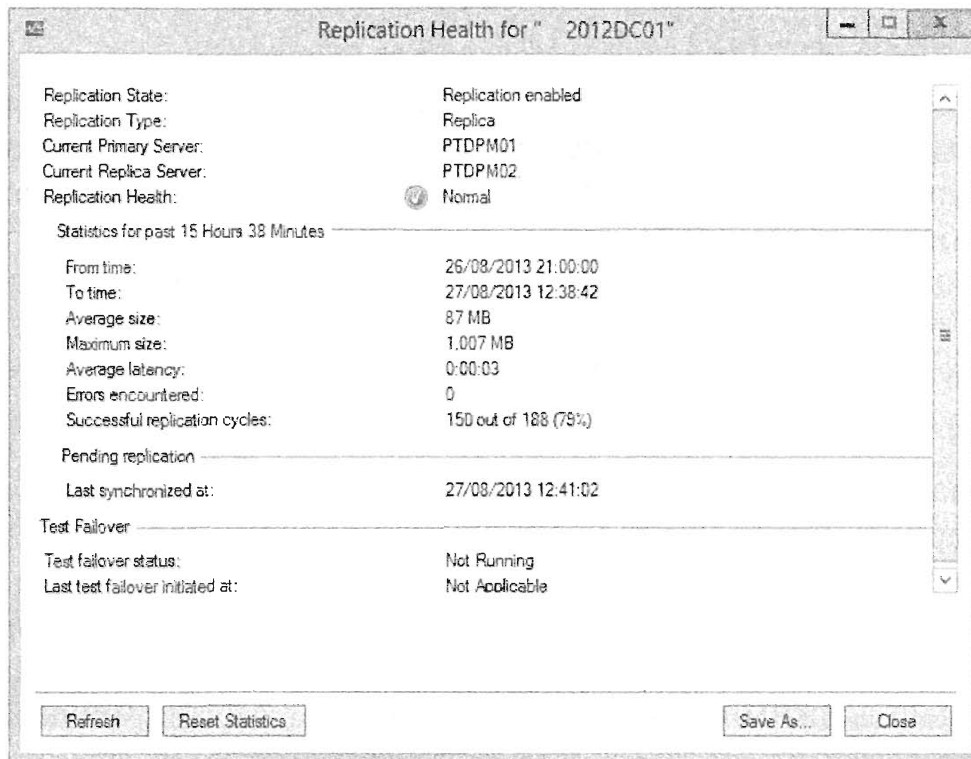 Replication Health for " 2012DC01"
Replication State: Replication enabled
Replication Type: Replica
Current Primary Server: PTDPM01
Current Replica Server: PTDPM02
Replication Health: Normal
Statistics for past 15 Hours 38 Minutes
From time: 26/08/2013 21:00:00
To time: 27/08/2013 12:38:42
Average size: 87 MB
Maximum size: 1.007 MB
Average latency: 0:00:03
Errors encountered: 0
Successful replication cycles: 150 out of 188 (79%)
Pending replication
Last synchronized at: 27/08/2013 12:41:02
Test Failover
Test failover status: Not Running
Last test failover initiated at: Not Applicable
Refresh Reset Statistics Save As... Close